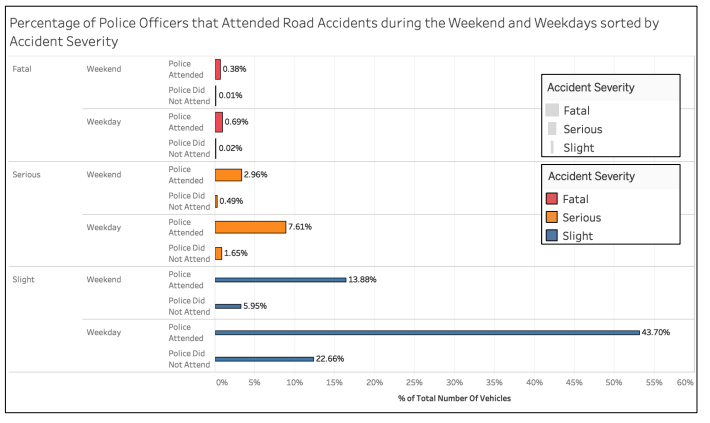 Percentage of Police Officers that Attended Road Accidents during the Weekend and Weekdays sorted by
Accident Severity
Fatal
Weekend
Police
Attended
0.38%
Police Did
Not Attend
0.01%
Weekday
Police
Attended
0.69%
Police Did
Not Attend
0.02%
Serious
Weekend
Police
Attended
2.96%
Police Did
Not Attend
0.49%
Weekday
Police
Attended
7.61%
Police Did
Not Attend
1.65%
Slight
Weekend
Police
Attended
13.88%
Police Did
Not Attend
5.95%
Weekday
Police
Attended
43.70%
Police Did
Not Attend
22.66%
0% 5% 10% 15% 20% 25% 30% 35% 40% 45% 50% 55% 60%
% of Total Number Of Vehicles
Accident Severity
Fatal
Serious
Slight
Accident Severity
Fatal
Serious
Slight